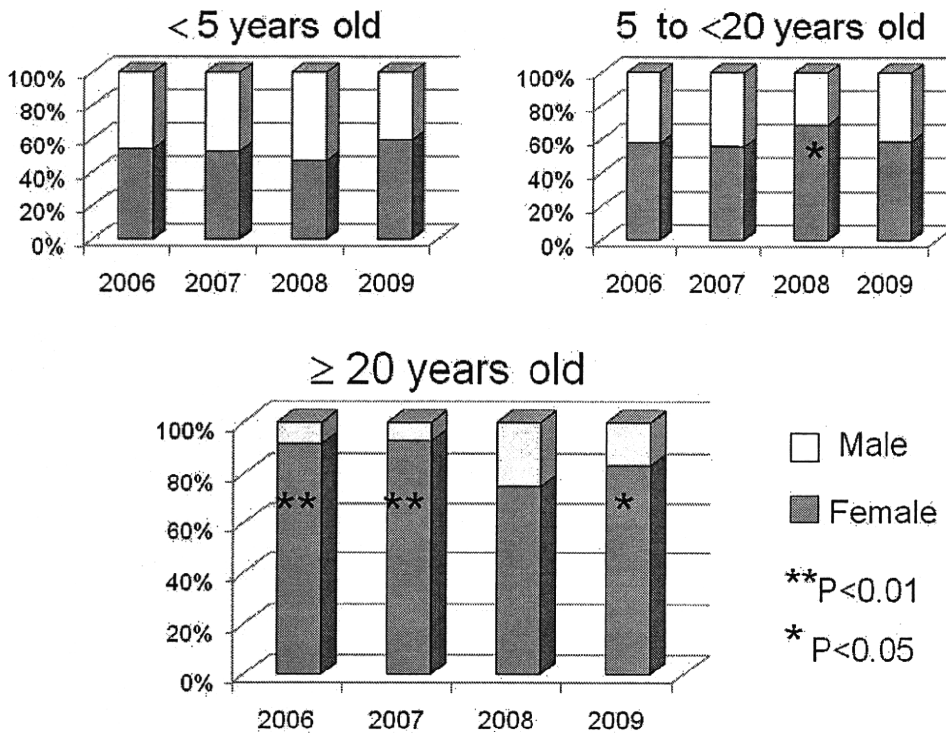 < 5 years old
100%
80%
60%
40%
20%
0%
2006 2007 2008 2009
5 to <20 years old
100%
80%
60%
40%
20%
0%
*
2006 2007 2008 2009
≥ 20 years old
100%
80%
60%
40%
20%
0%
** ** *
2006 2007 2008 2009
Male
Female
**P<0.01
* P<0.05